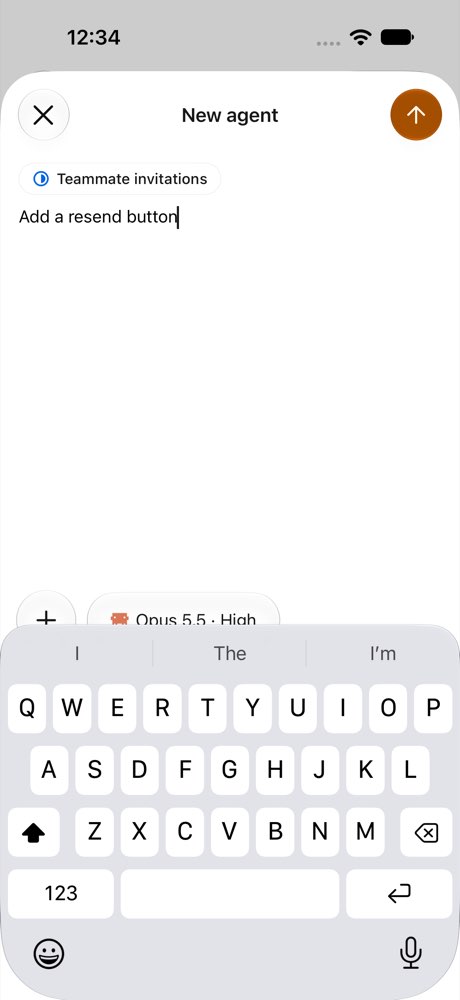 12:34
New agent
Teammate invitations
Add a resend button
Opus 5.5 · High
I The I'm
Q W E R T Y U I O P
A S D F G H J K L
Z X C V B N M
123